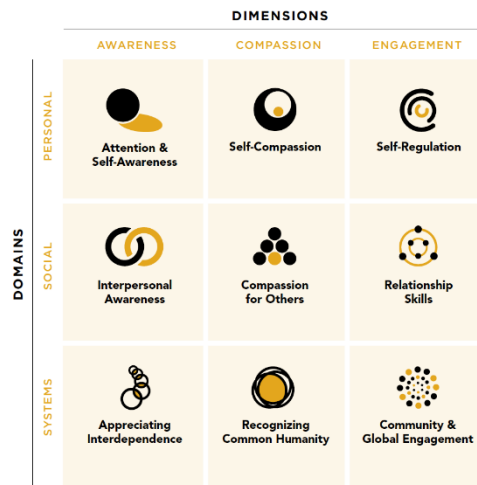 DIMENSIONS
AWARENESS
COMPASSION
ENGAGEMENT
DOMAINS
PERSONAL
Attention &
Self-Awareness
Self-Compassion
Self-Regulation
SOCIAL
Interpersonal
Awareness
Compassion
for Others
Relationship
Skills
SYSTEMS
Appreciating
Interdependence
Recognizing
Common Humanity
Community &
Global Engagement